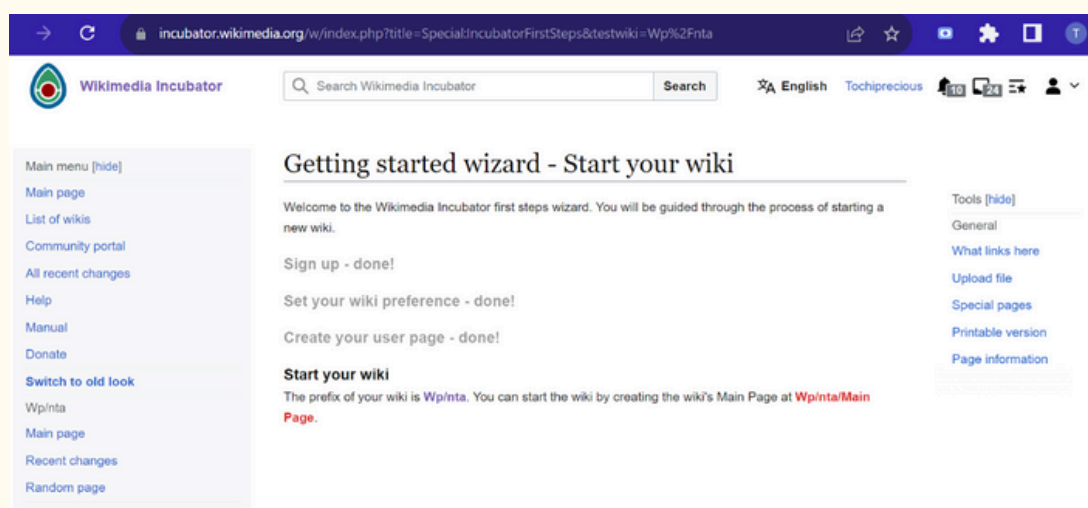 incubator.wikimedia.org/w/index.php?title=Special:IncubatorFirstSteps&testwiki=Wp%2Fnta
T
Wikimedia Incubator
Search Wikimedia Incubator
Search
English
Tochiprecious
10
24
Main menu [hide]
Main page
List of wikis
Community portal
All recent changes
Help
Manual
Donate
Switch to old look
Wp/nta
Main page
Recent changes
Random page
Getting started wizard - Start your wiki
Welcome to the Wikimedia Incubator first steps wizard. You will be guided through the process of starting a
new wiki.
Sign up - done!
Set your wiki preference - done!
Create your user page - done!
Start your wiki
The prefix of your wiki is Wp/nta. You can start the wiki by creating the wiki's Main Page at Wp/nta/Main
Page.
Tools [hide]
General
What links here
Upload file
Special pages
Printable version
Page information